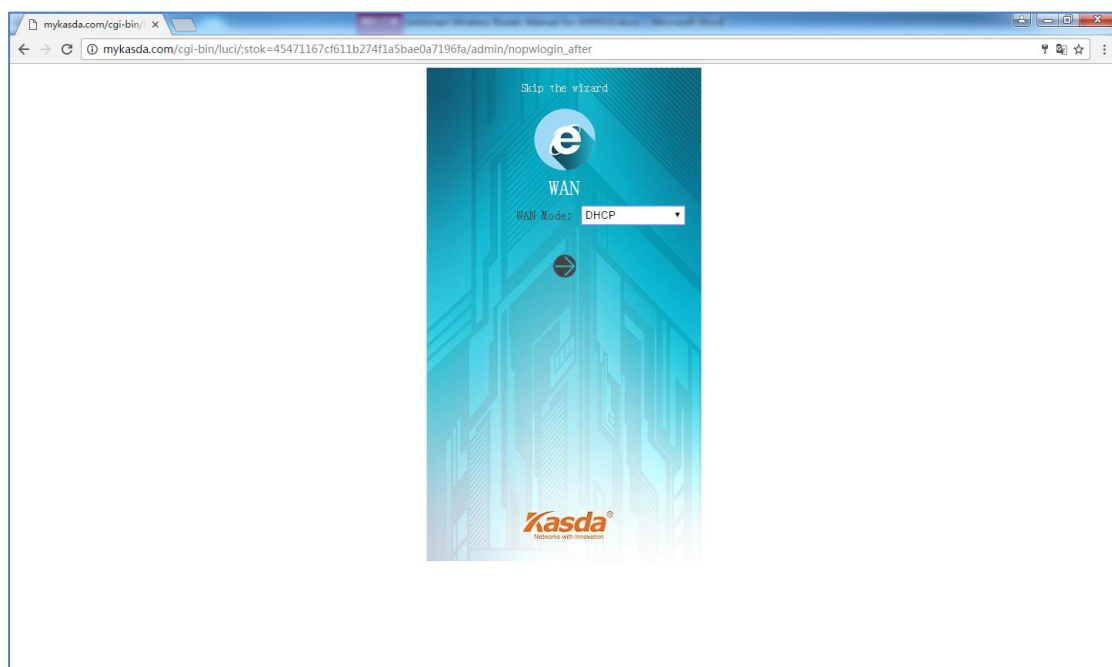 mykasda.com/cgi-bin/
mykasda.com/cgi-bin/luci/;stok=45471167cf611b274f1a5bae0a7196fa/admin/nopwlogin_after
Skip the wizard
WAN
WAN Mode: DHCP
Kasda®
Networks with Innovation